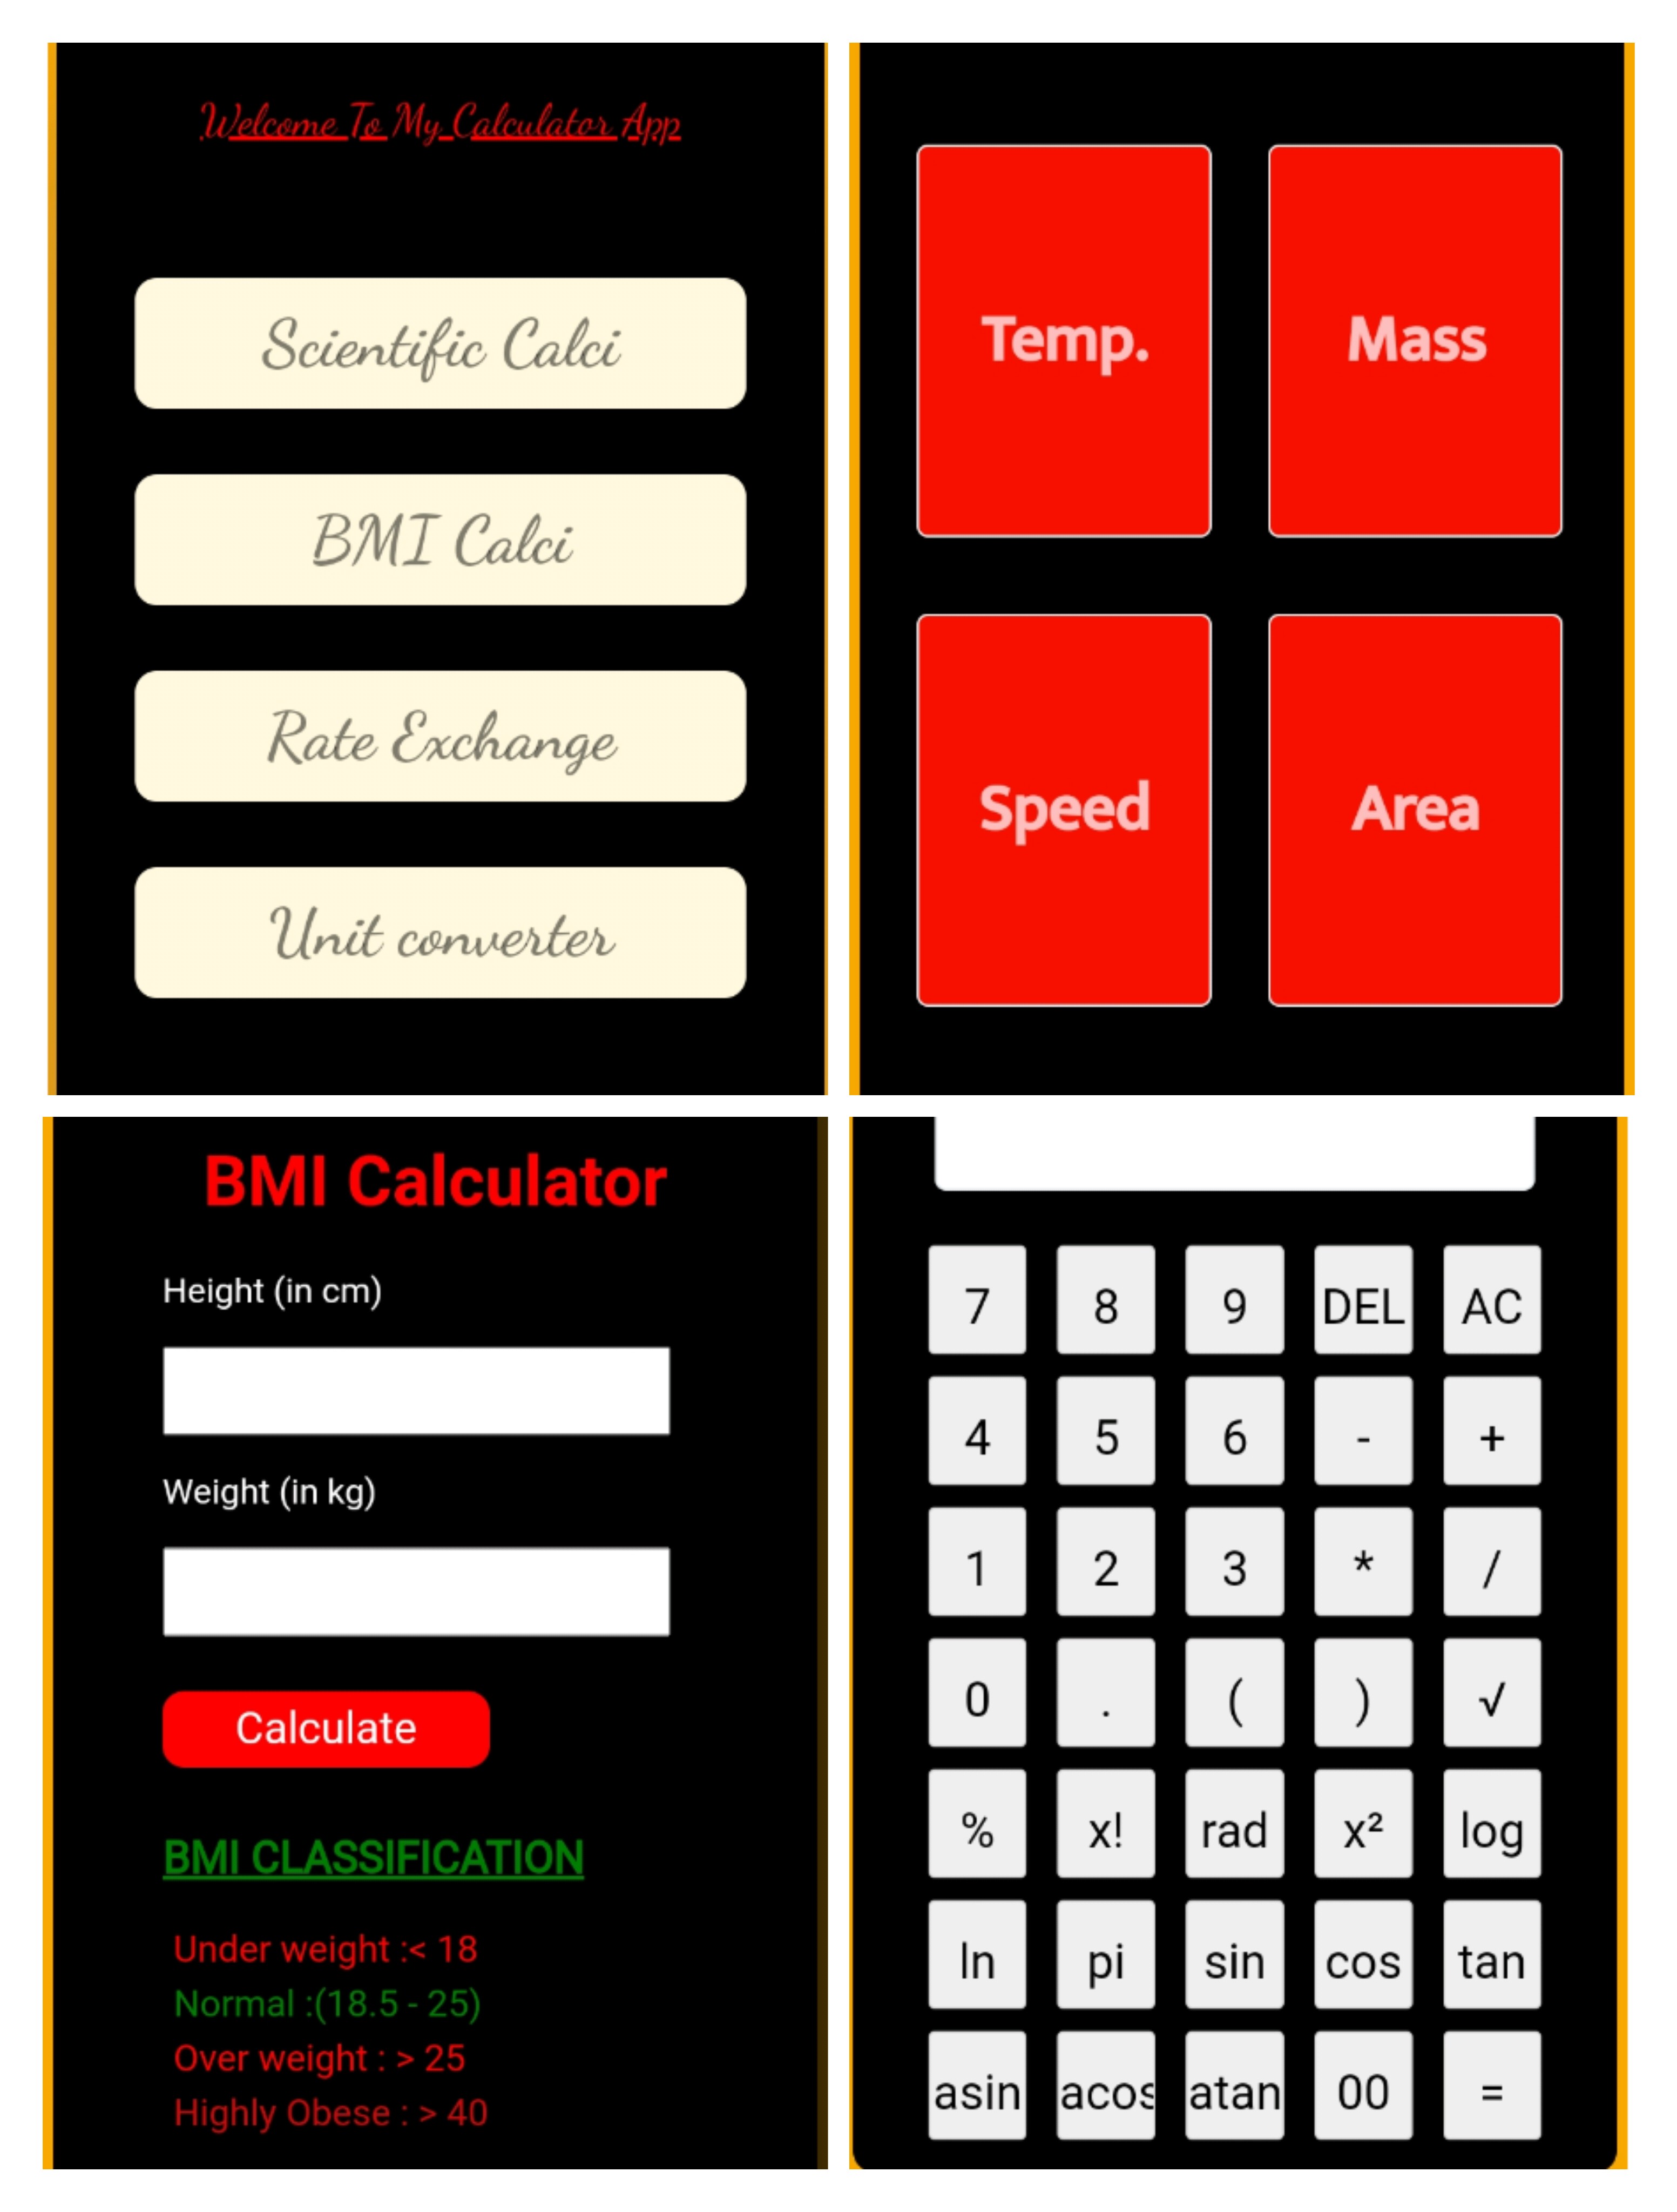 Welcome To My Calculator App
Scientific Calci
BMI Calci
Rate Exchange
Unit converter
Temp. Mass
Speed Area
BMI Calculator
Height (in cm)
Weight (in kg)
Calculate
BMI CLASSIFICATION
Under weight :< 18
Normal :(18.5 - 25)
Over weight : > 25
Highly Obese : > 40
7 8 9 DEL AC
4 5 6 - +
1 2 3 * /
0 . ( ) √
% x! rad x² log
ln pi sin cos tan
asin acos atan 00 =